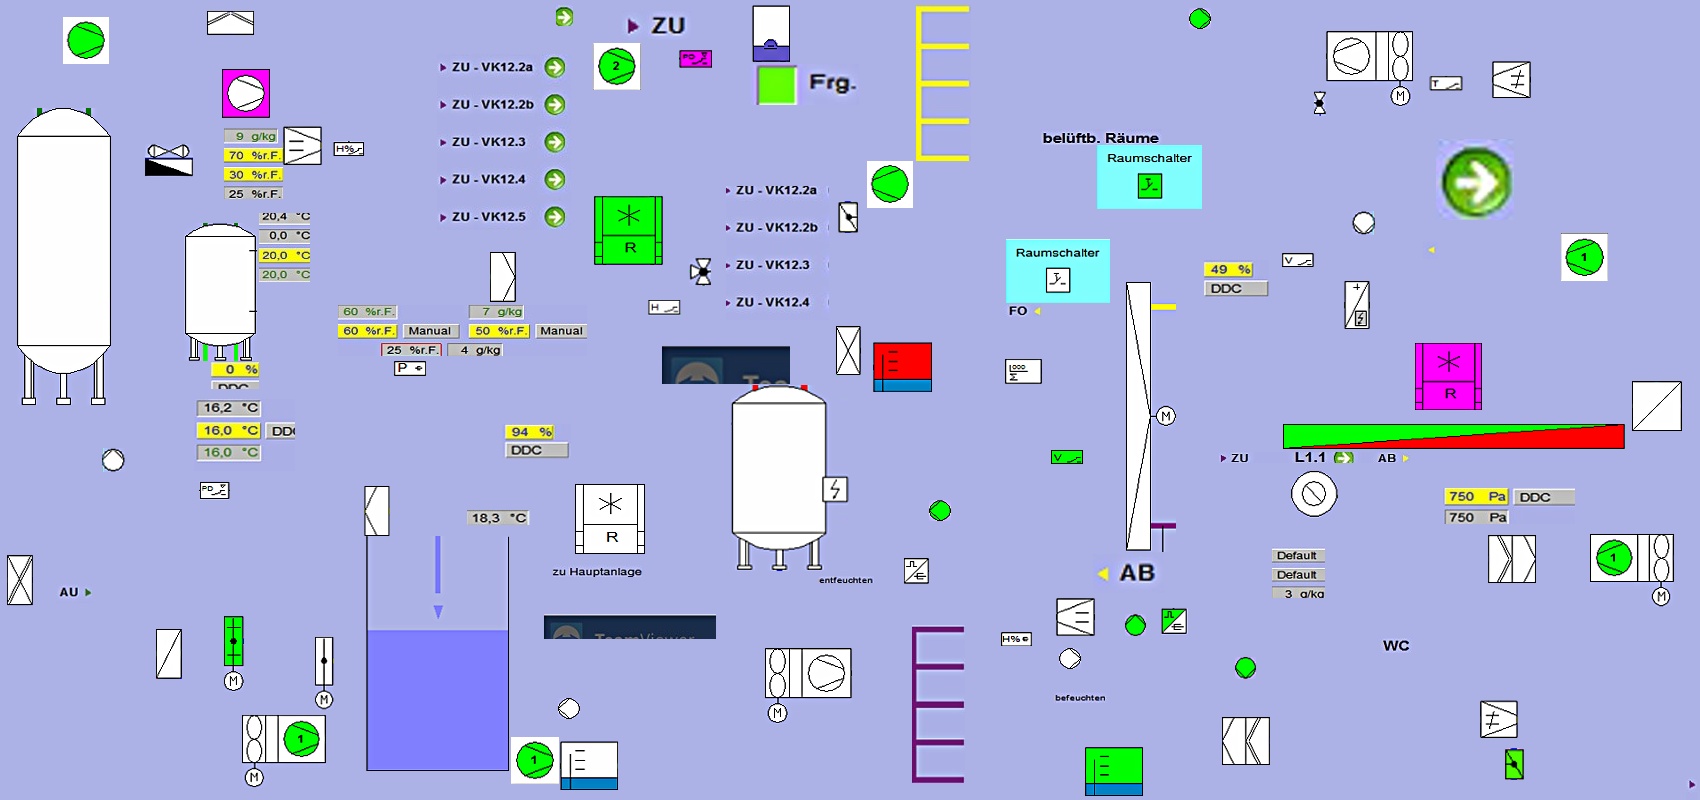 ZU
2
PD
ZU - VK12.2a
ZU - VK12.2b
ZU - VK12.3
ZU - VK12.4
ZU - VK12.5
Frg.
M
T
9 g/kg
70 %r.F.
30 %r.F.
25 %r.F.
H%
belüftb. Räume
Raumschalter
20,4 °C
0,0 °C
20,0 °C
20,0 °C
R
ZU - VK12.2a
ZU - VK12.2b
ZU - VK12.3
ZU - VK12.4
Raumschalter
49 %
DDC
V
1
60 %r.F.
7 g/kg
60 %r.F. Manual
50 %r.F. Manual
25 %r.F.
4 g/kg
P
H
FO
0 %
DDC
16,2 °C
16,0 °C
16,0 °C
1000
Σ
R
M
94 %
DDC
V
ZU
L1.1
AB
PD
18,3 °C
R
750 Pa DDC
750 Pa
zu Hauptanlage
entfeuchten
AB
Default
Default
3 g/kg
1
M
AU
TeamViewer
H%
WC
M
M
befeuchten
M
1
M
1